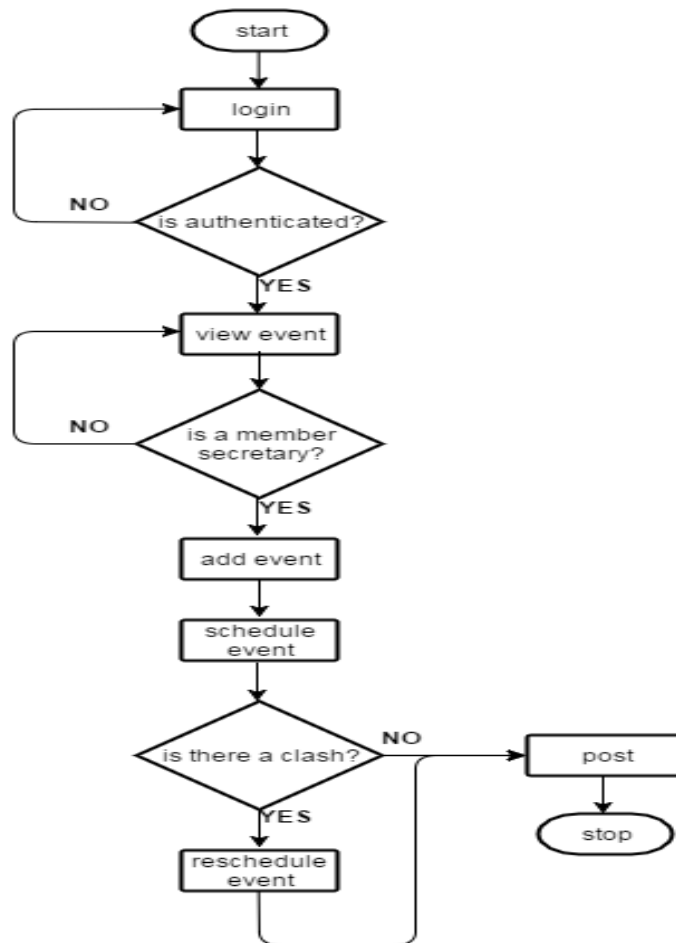 start
login
NO
is authenticated?
YES
view event
NO
is a member
secretary?
YES
add event
schedule
event
is there a clash?
NO
post
YES
stop
reschedule
event